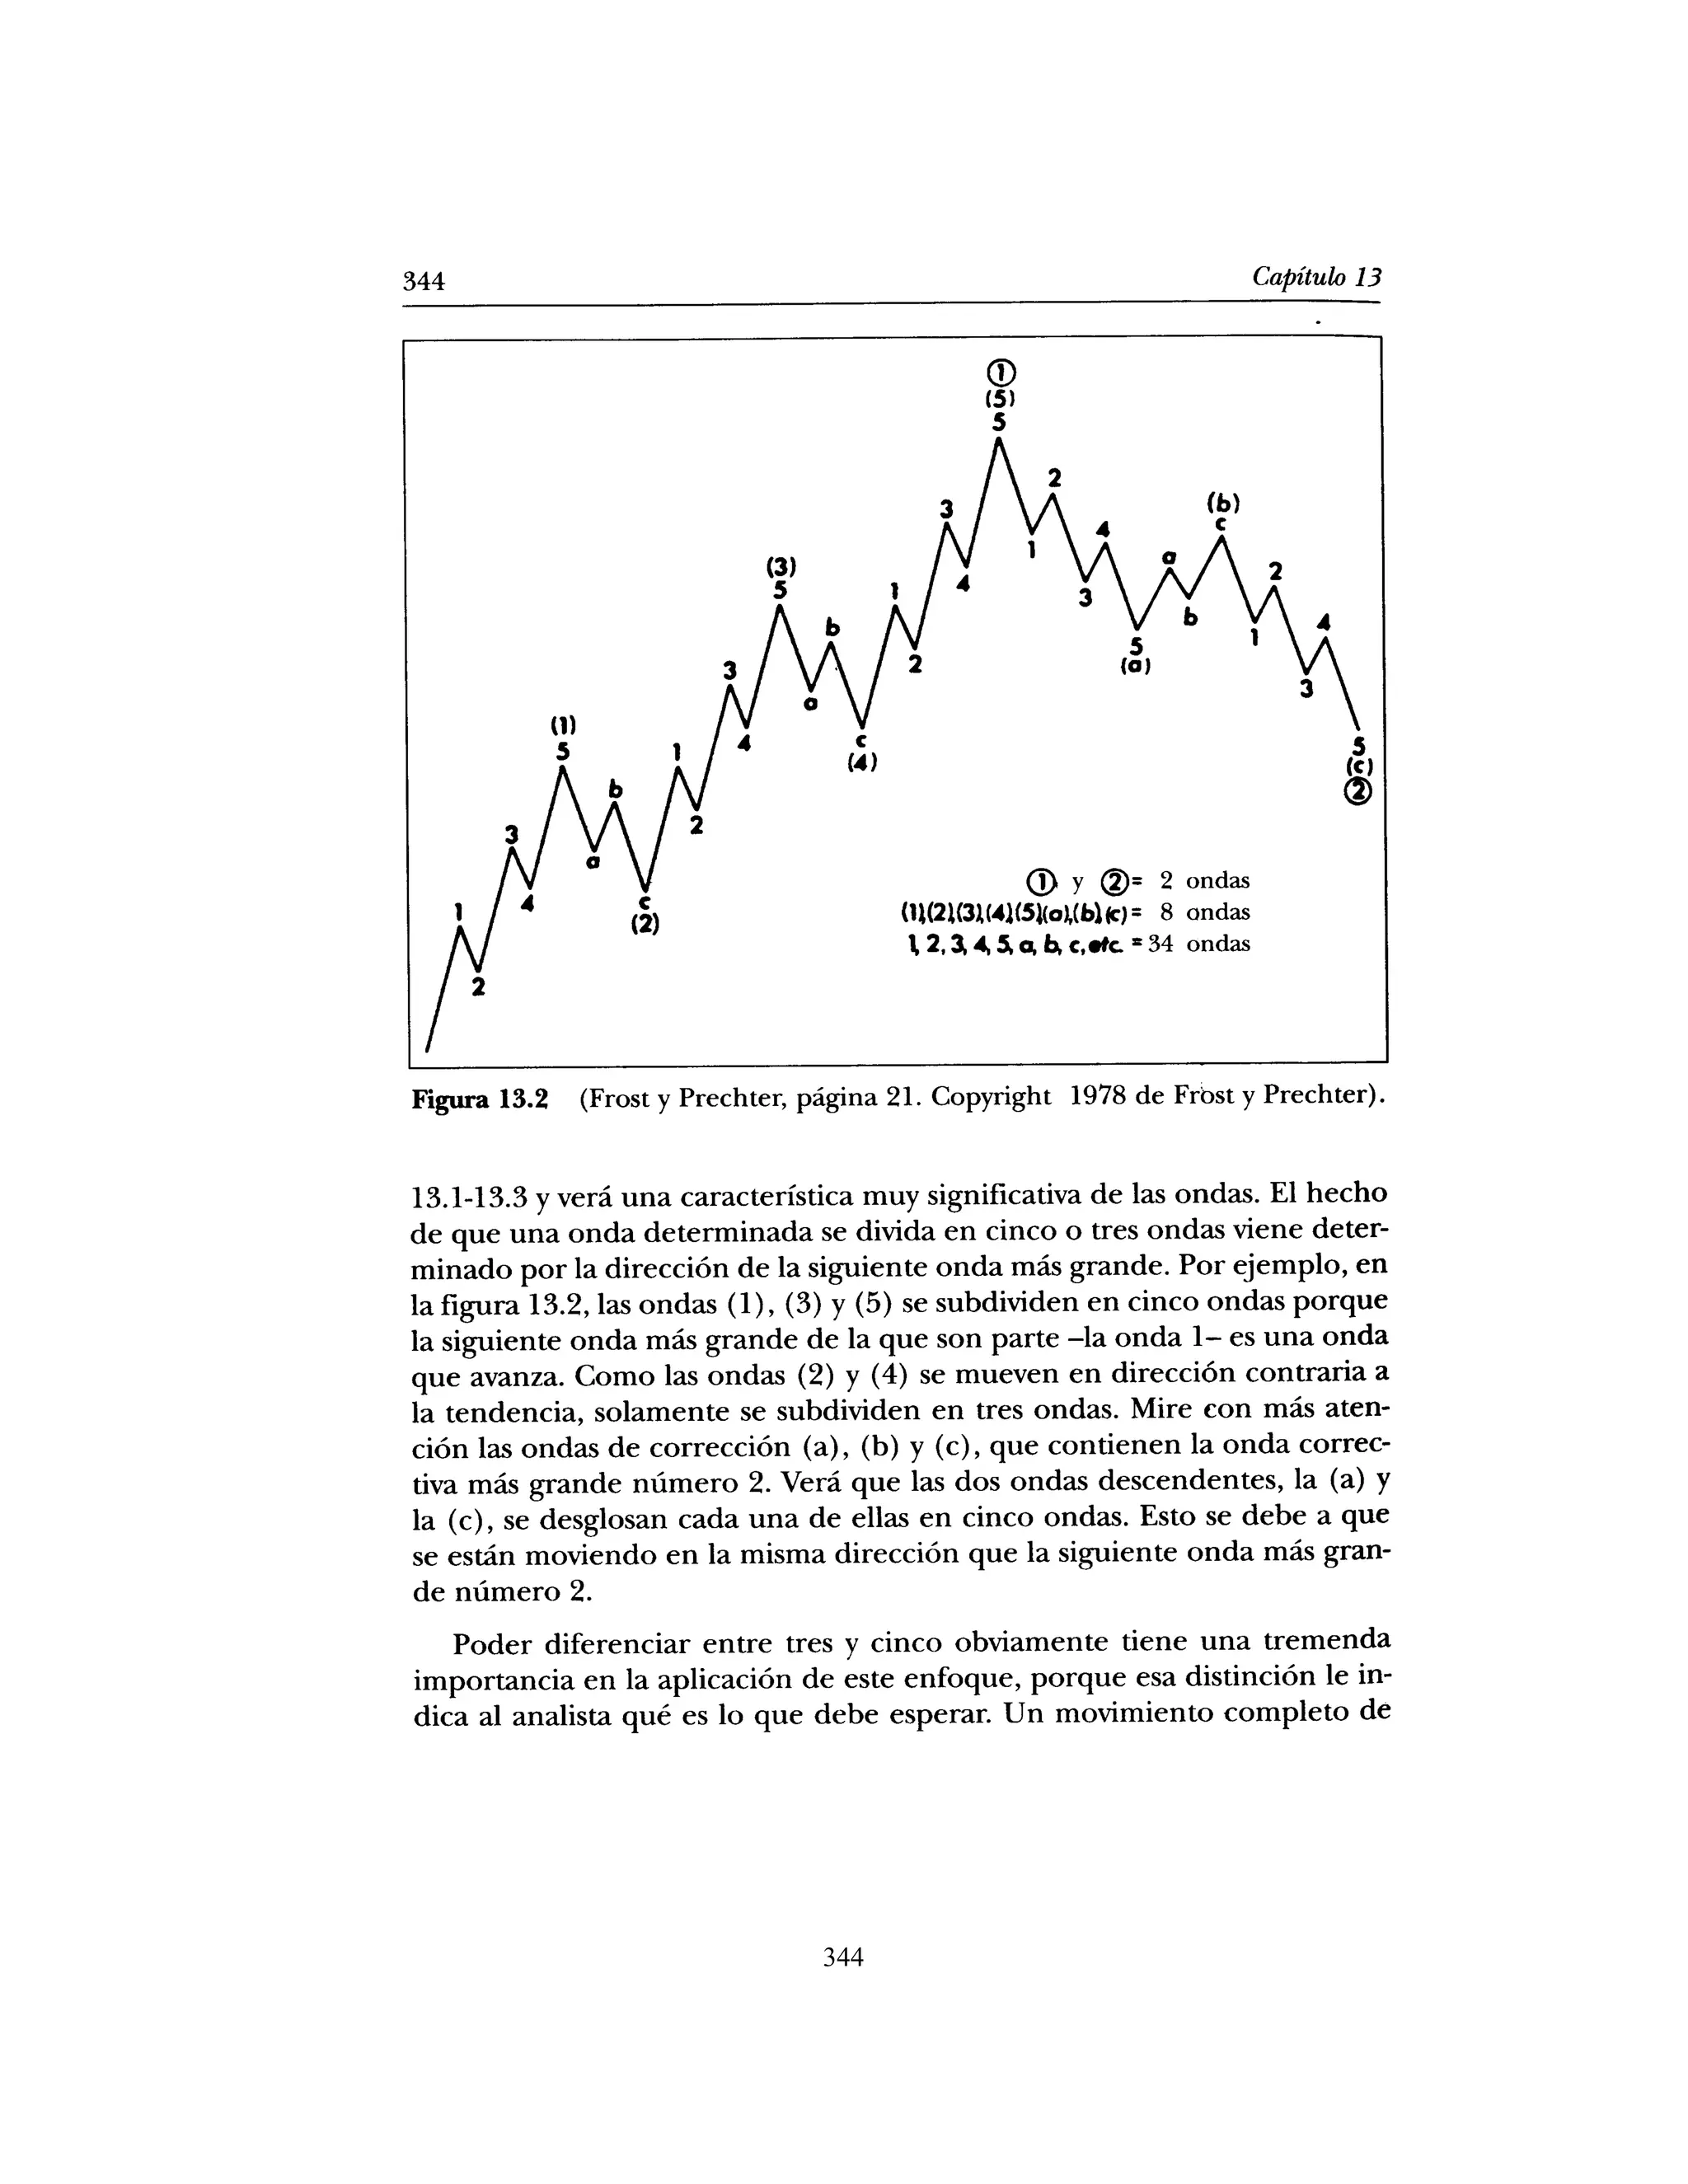 344 Capítulo 13
①
(5)
5
2
3
(b)
c
4
1
a
(3)
5
2
1
4
3
b
b
4
1
5
(a)
2
3
3
a
(1)
5
1
4
c
(4)
5
(c)
②
b
2
3
a
① y ②= 2 ondas
4
c
(2)
1
(1),(2),(3),(4),(5),(a),(b),(c)= 8 ondas
1, 2, 3, 4, 5, a, b, c, etc. = 34 ondas
2
Figura 13.2 (Frost y Prechter, página 21. Copyright 1978 de Frost y Prechter).
13.1-13.3 y verá una característica muy significativa de las ondas. El hecho
de que una onda determinada se divida en cinco o tres ondas viene deter-
minado por la dirección de la siguiente onda más grande. Por ejemplo, en
la figura 13.2, las ondas (1), (3) y (5) se subdividen en cinco ondas porque
la siguiente onda más grande de la que son parte –la onda 1– es una onda
que avanza. Como las ondas (2) y (4) se mueven en dirección contraria a
la tendencia, solamente se subdividen en tres ondas. Mire con más aten-
ción las ondas de corrección (a), (b) y (c), que contienen la onda correc-
tiva más grande número 2. Verá que las dos ondas descendentes, la (a) y
la (c), se desglosan cada una de ellas en cinco ondas. Esto se debe a que
se están moviendo en la misma dirección que la siguiente onda más gran-
de número 2.
Poder diferenciar entre tres y cinco obviamente tiene una tremenda
importancia en la aplicación de este enfoque, porque esa distinción le in-
dica al analista qué es lo que debe esperar. Un movimiento completo de
344